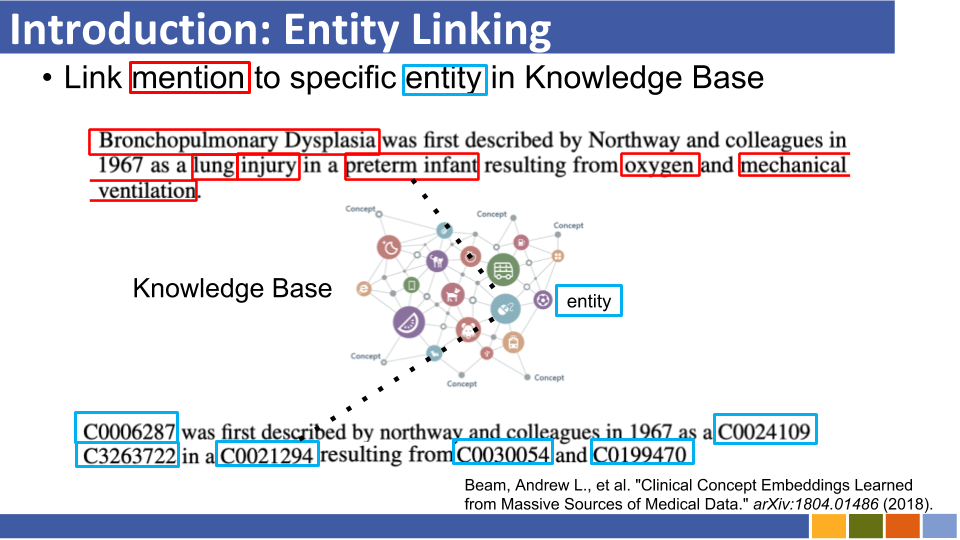 Introduction: Entity Linking
• Link mention to specific entity in Knowledge Base
Bronchopulmonary Dysplasia was first described by Northway and colleagues in
1967 as a lung injury in a preterm infant resulting from oxygen and mechanical
ventilation.
Concept
Concept
Concept
Knowledge Base
entity
Concept
Concept
Concept
C0006287 was first described by northway and colleagues in 1967 as a C0024109
C3263722 in a C0021294 resulting from C0030054 and C0199470
Beam, Andrew L., et al. "Clinical Concept Embeddings Learned
from Massive Sources of Medical Data." arXiv:1804.01486 (2018).